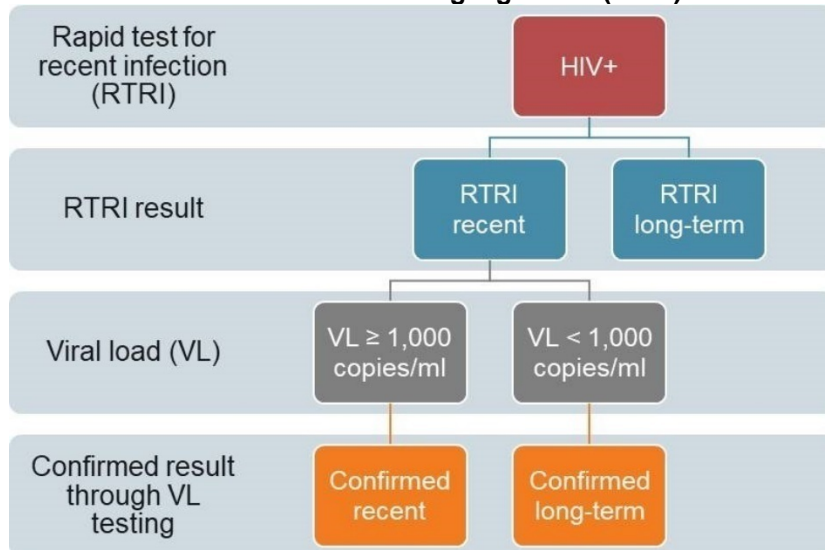 Rapid test for
recent infection
(RTRI)
HIV+
RTRI result
RTRI
recent
RTRI
long-term
Viral load (VL)
VL ≥ 1,000
copies/ml
VL < 1,000
copies/ml
Confirmed result
through VL
testing
Confirmed
recent
Confirmed
long-term